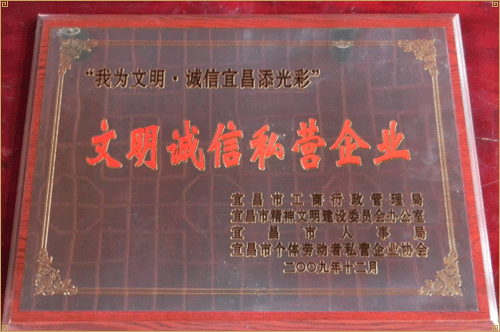 “我为文明·诚信宜昌添光彩”
文明诚信私营企业
宜昌市工商行政管理局
宜昌市精神文明建设委员会办公室
宜昌市人事局
宜昌市个体劳动者私营企业协会
二〇〇九年十二月